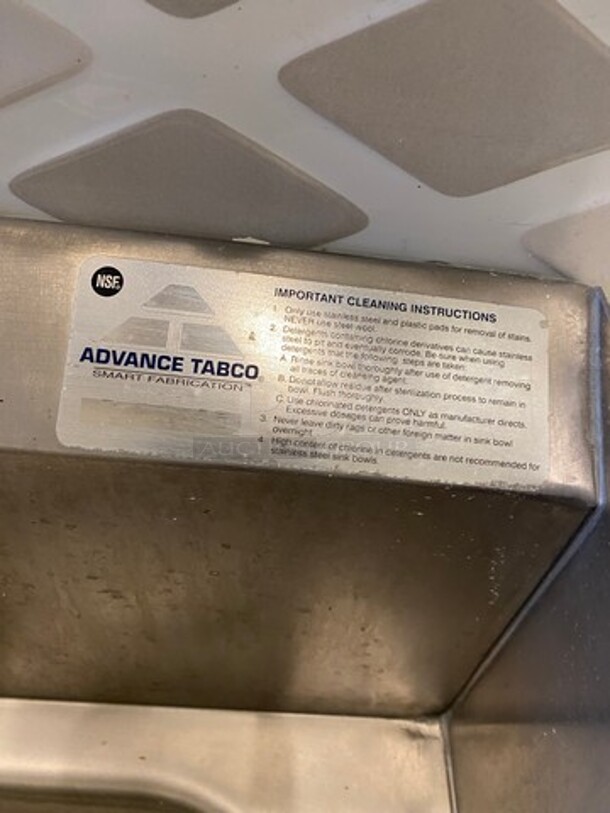 NSF
ADVANCE TABCO
SMART FABRICATION™
IMPORTANT CLEANING INSTRUCTIONS
1. Only use stainless steel and plastic pads for removal of stains.
NEVER use steel wool.
2. Detergents containing chlorine derivatives can cause stainless
steel to pit and eventually corrode. Be sure when using
detergents that the following steps are taken:
A. Rinse sink bowl thoroughly after use of detergent removing
all traces of cleaning agent.
B. Do not allow residue after sterilization process to remain in
bowl. Flush thoroughly.
C. Use chlorinated detergents ONLY as manufacturer directs.
Excessive dosages can prove harmful.
3. Never leave dirty rags or other foreign matter in sink bowl
overnight.
4. High content of chlorine in detergents are not recommended for
stainless steel sink bowls.